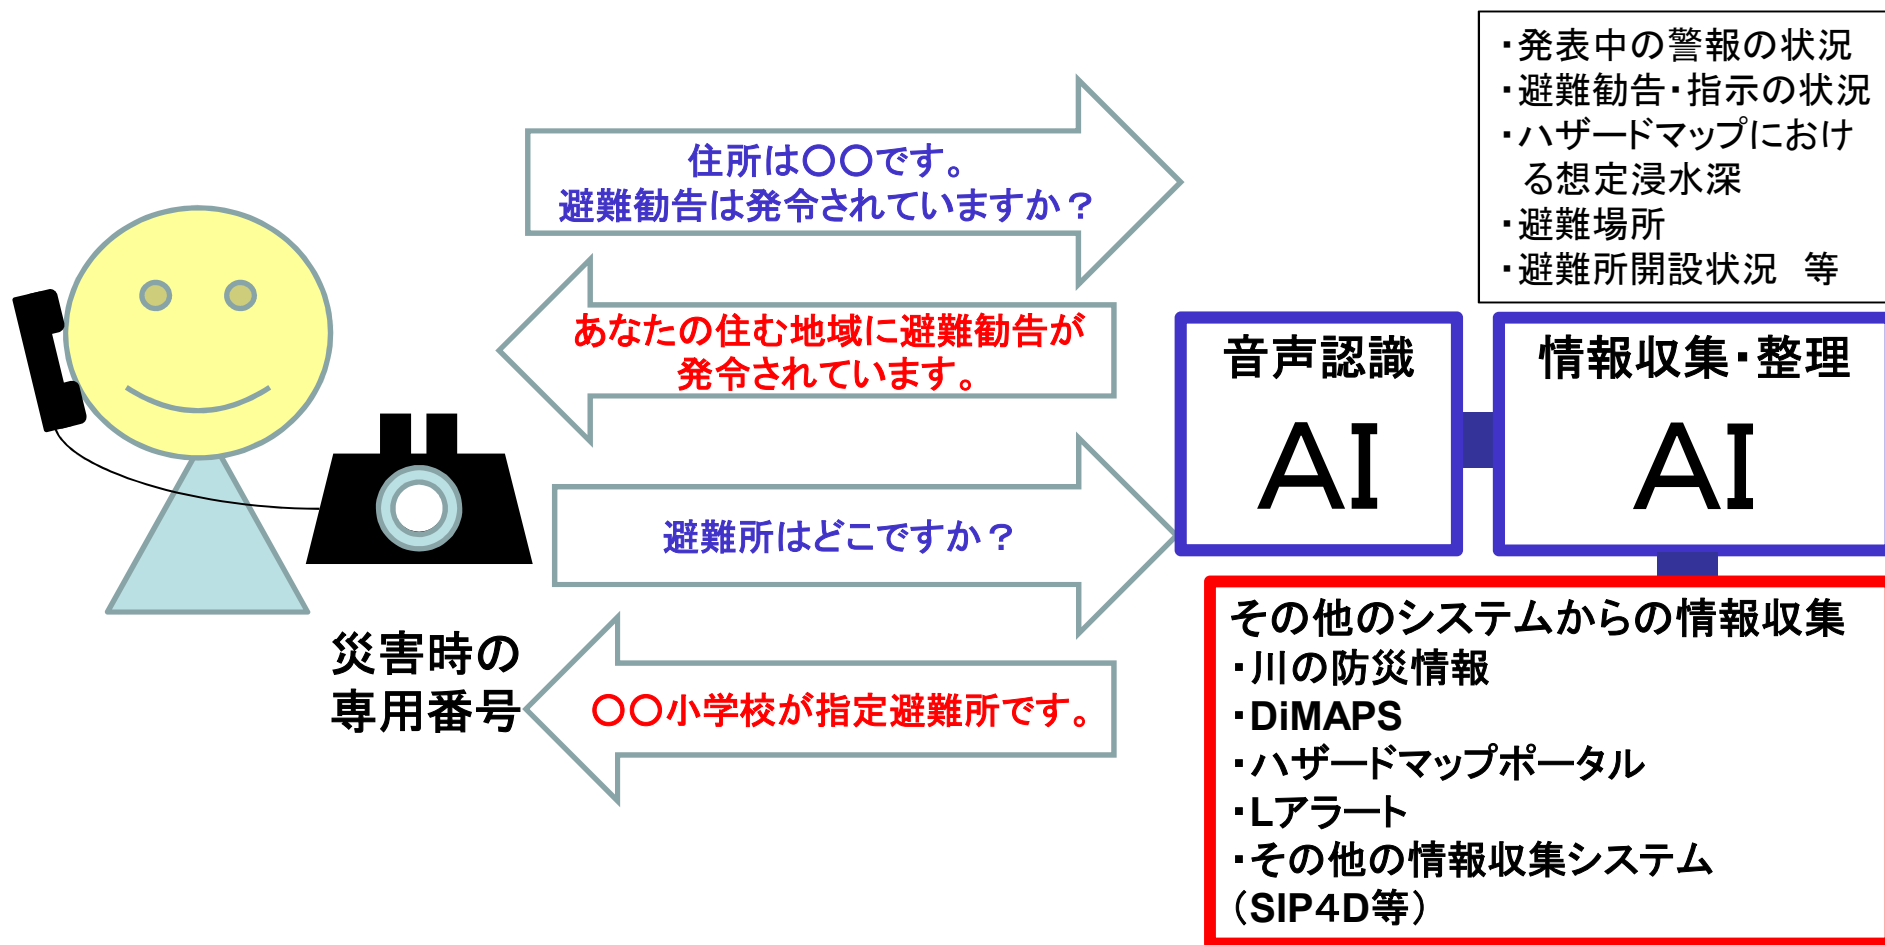 ・発表中の警報の状況
・避難勧告・指示の状況
・ハザードマップにおけ
る想定浸水深
・避難場所
・避難所開設状況　等
住所は〇〇です。
避難勧告は発令されていますか？
あなたの住む地域に避難勧告が
発令されています。
避難所はどこですか？
〇〇小学校が指定避難所です。
災害時の
専用番号
音声認識
AI
情報収集・整理
AI
その他のシステムからの情報収集
・川の防災情報
・DiMAPS
・ハザードマップポータル
・Lアラート
・その他の情報収集システム
（SIP４D等）